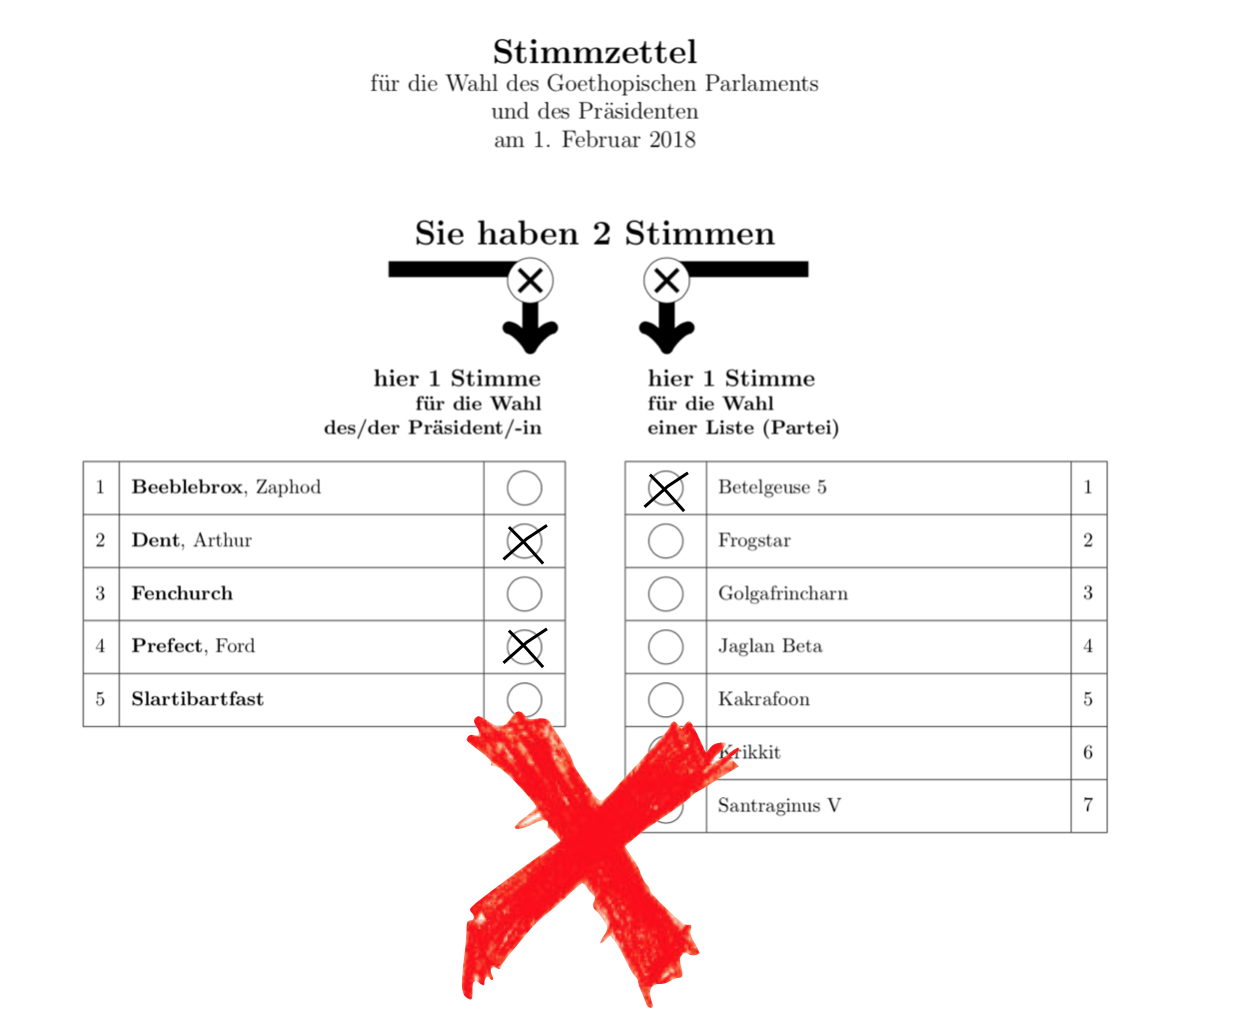 Stimmzettel
für die Wahl des Goethopischen Parlaments
und des Präsidenten
am 1. Februar 2018
Sie haben 2 Stimmen
hier 1 Stimme
für die Wahl
des/der Präsident/-in
hier 1 Stimme
für die Wahl
einer Liste (Partei)
1 Beeblebrox, Zaphod
2 Dent, Arthur
3 Fenchurch
4 Prefect, Ford
5 Slartibartfast
Betelgeuse 5 1
Frogstar 2
Golgafrincharn 3
Jaglan Beta 4
Kakrafoon 5
Krikkit 6
Santraginus V 7